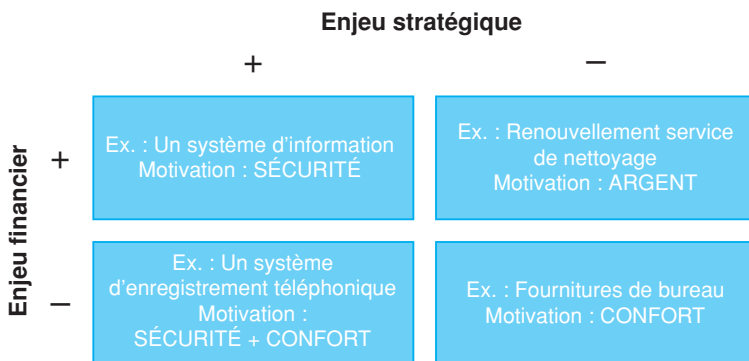 Enjeu stratégique
+
–
Enjeu financier
+
Ex. : Un système d'information
Motivation : SÉCURITÉ
Ex. : Renouvellement service
de nettoyage
Motivation : ARGENT
–
Ex. : Un système
d'enregistrement téléphonique
Motivation :
SÉCURITÉ + CONFORT
Ex. : Fournitures de bureau
Motivation : CONFORT